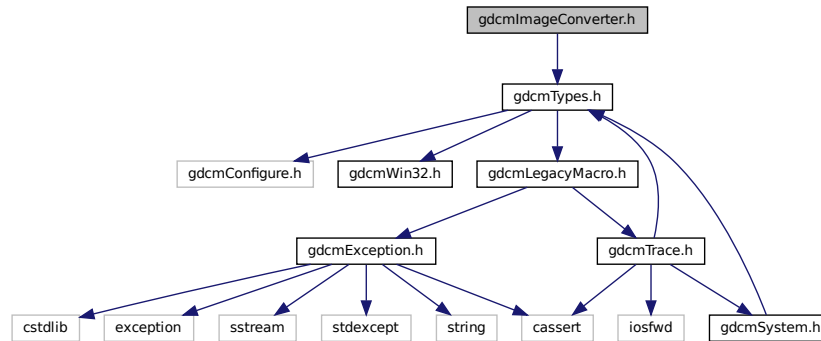 gdcmImageConverter.h
gdcmTypes.h
gdcmConfigure.h
gdcmWin32.h
gdcmLegacyMacro.h
gdcmException.h
gdcmTrace.h
cstdlib
exception
sstream
stdexcept
string
cassert
iosfwd
gdcmSystem.h